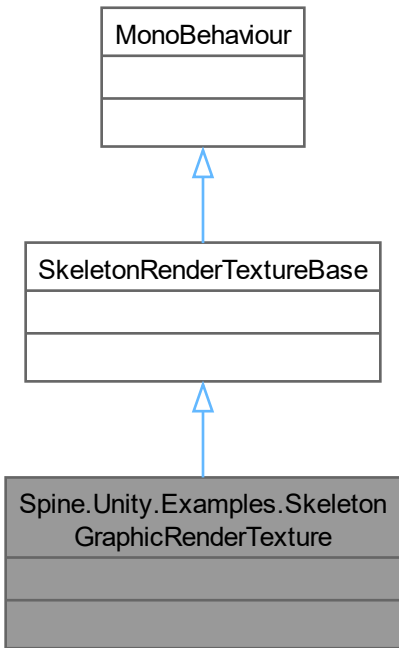 MonoBehaviour
SkeletonRenderTextureBase
Spine.Unity.Examples.Skeleton
GraphicRenderTexture